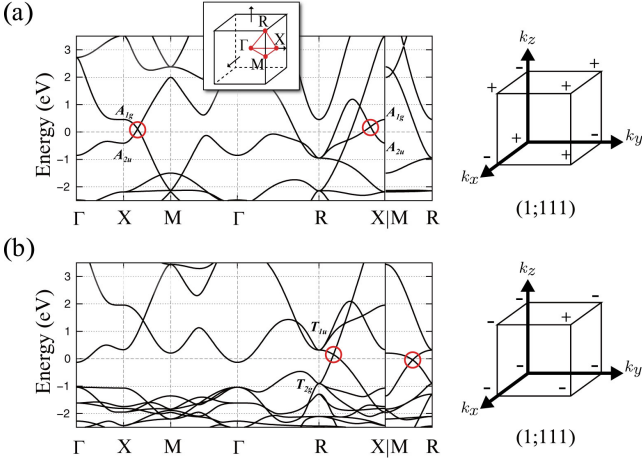 (a)
R
Γ
X
M
Energy (eV)
3
2
1
0
−1
−2
A1g
A2u
A1g
A2u
Γ
X
M
Γ
R
X|M
R
kz
-
+
+
+
+
+
-
-
ky
kx
(1;111)
(b)
Energy (eV)
3
2
1
0
−1
−2
T1u
T2g
Γ
X
M
Γ
R
X|M
R
kz
-
-
-
+
-
-
-
-
ky
kx
(1;111)